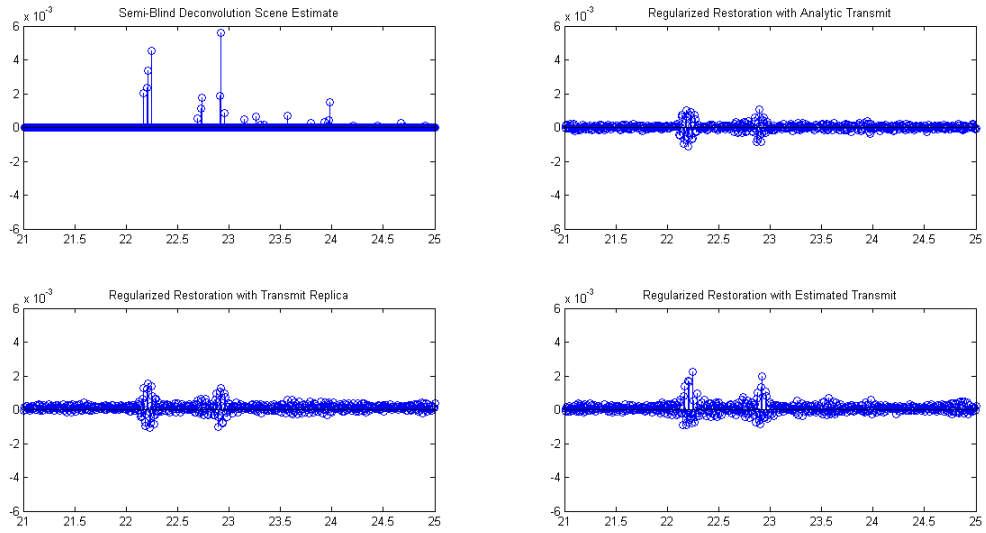 Semi-Blind Deconvolution Scene Estimate
x 10^-3
6
4
2
0
-2
-4
-6
21 21.5 22 22.5 23 23.5 24 24.5 25
Regularized Restoration with Analytic Transmit
x 10^-3
6
4
2
0
-2
-4
-6
21 21.5 22 22.5 23 23.5 24 24.5 25
Regularized Restoration with Transmit Replica
x 10^-3
6
4
2
0
-2
-4
-6
21 21.5 22 22.5 23 23.5 24 24.5 25
Regularized Restoration with Estimated Transmit
x 10^-3
6
4
2
0
-2
-4
-6
21 21.5 22 22.5 23 23.5 24 24.5 25